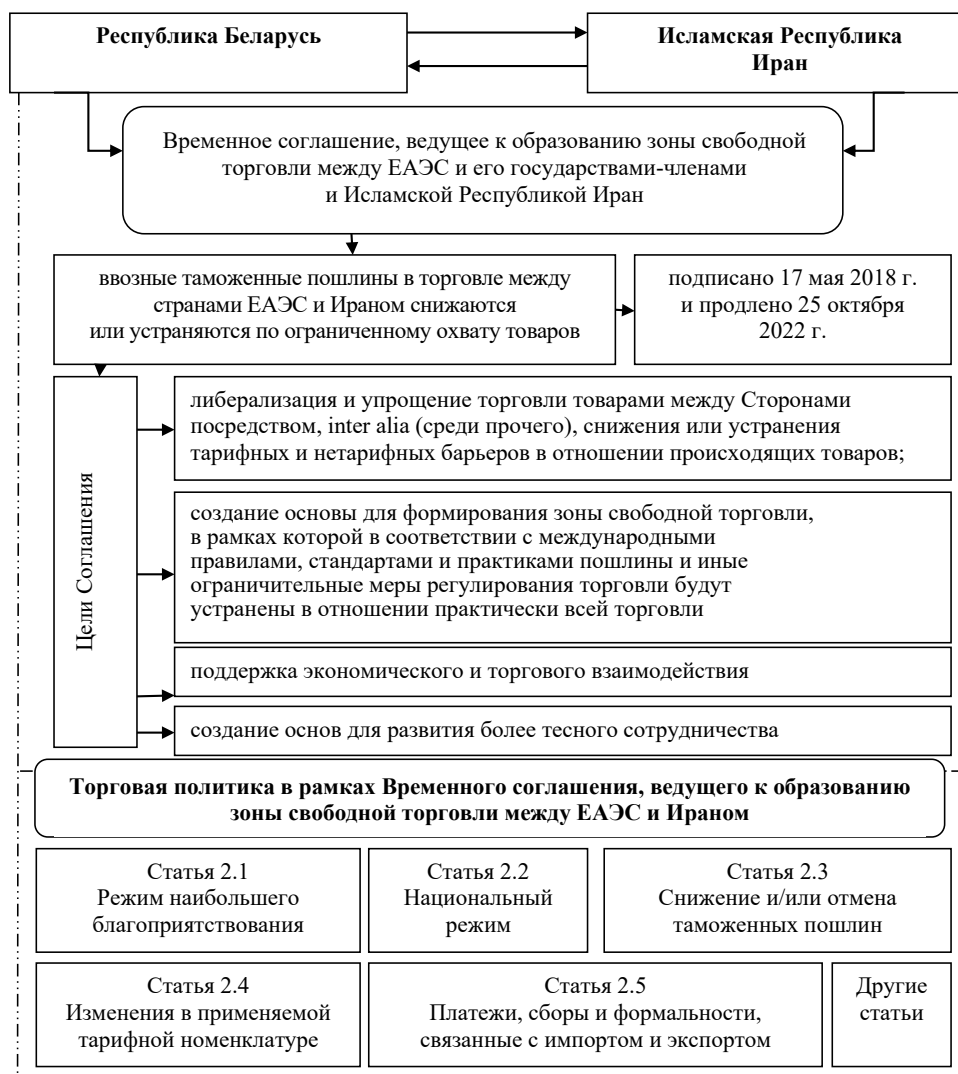 Республика Беларусь
Исламская Республика
Иран
Временное соглашение, ведущее к образованию зоны свободной
торговли между ЕАЭС и его государствами-членами
и Исламской Республикой Иран
ввозные таможенные пошлины в торговле между
странами ЕАЭС и Ираном снижаются
или устраняются по ограниченному охвату товаров
подписано 17 мая 2018 г.
и продлено 25 октября
2022 г.
Цели Соглашения
либерализация и упрощение торговли товарами между Сторонами
посредством, inter alia (среди прочего), снижения или устранения
тарифных и нетарифных барьеров в отношении происходящих товаров;
создание основы для формирования зоны свободной торговли,
в рамках которой в соответствии с международными
правилами, стандартами и практиками пошлины и иные
ограничительные меры регулирования торговли будут
устранены в отношении практически всей торговли
поддержка экономического и торгового взаимодействия
создание основ для развития более тесного сотрудничества
Торговая политика в рамках Временного соглашения, ведущего к образованию
зоны свободной торговли между ЕАЭС и Ираном
Статья 2.1
Режим наибольшего
благоприятствования
Статья 2.2
Национальный
режим
Статья 2.3
Снижение и/или отмена
таможенных пошлин
Статья 2.4
Изменения в применяемой
тарифной номенклатуре
Статья 2.5
Платежи, сборы и формальности,
связанные с импортом и экспортом
Другие
статьи